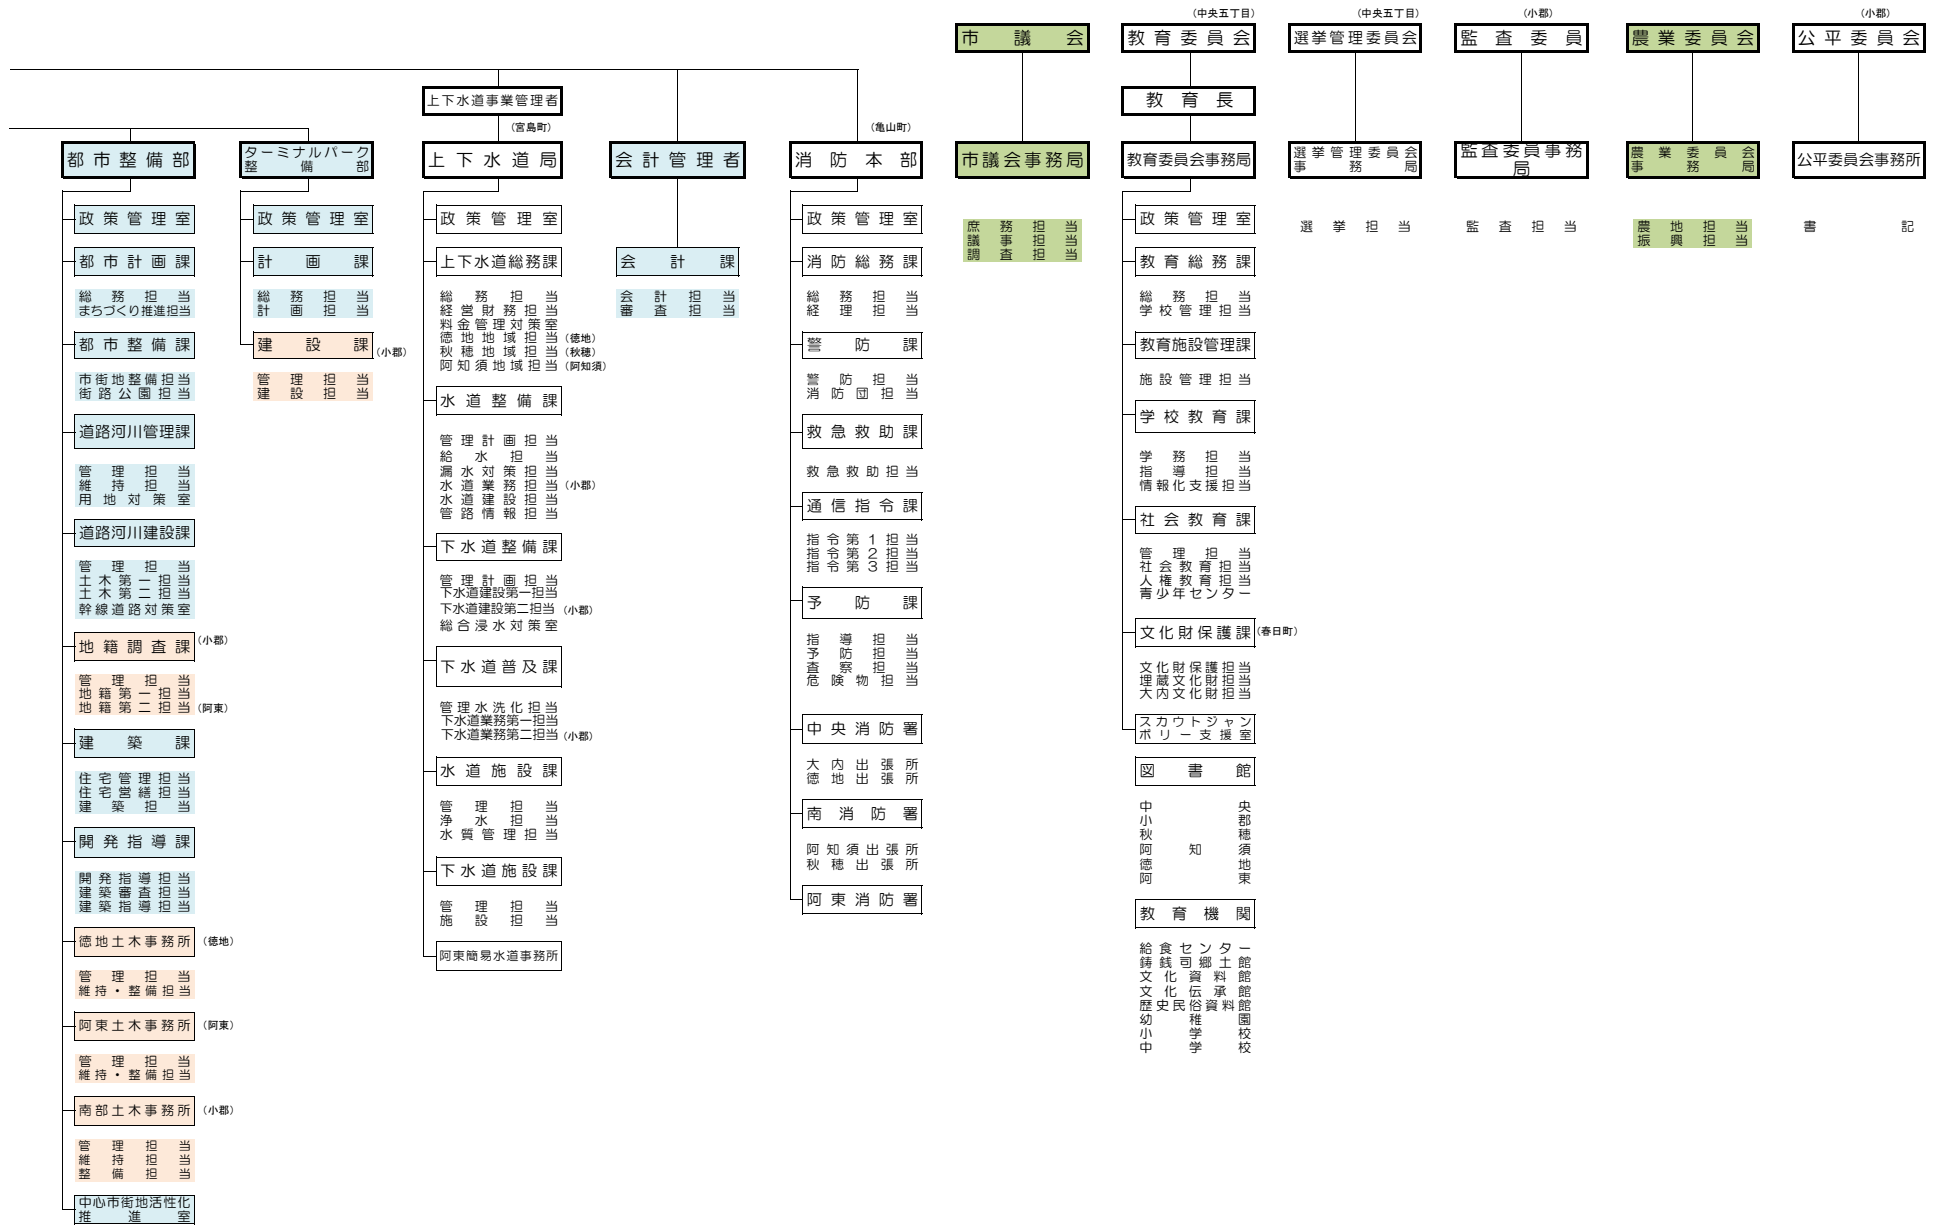 （中央五丁目）
（中央五丁目）
（小郡）
（小郡）
市議会
教育委員会
選挙管理委員会
監査委員
農業委員会
公平委員会
上下水道事業管理者
教育長
（宮島町）
（亀山町）
都市整備部
ターミナルパーク
整備部
上下水道局
会計管理者
消防本部
市議会事務局
教育委員会事務局
選挙管理委員会
事務局
監査委員事務
局
農業委員会
事務局
公平委員会事務所
政策管理室
都市計画課
総務担当
まちづくり推進担当
都市整備課
市街地整備担当
街路公園担当
道路河川管理課
管理担当
維持担当
用地対策室
道路河川建設課
管理担当
土木第一担当
土木第二担当
幹線道路対策室
地籍調査課（小郡）
管理担当
地籍第一担当
地籍第二担当（阿東）
建築課
住宅管理担当
住宅営繕担当
建築担当
開発指導課
開発指導担当
建築審査担当
建築指導担当
徳地土木事務所（徳地）
管理担当
維持・整備担当
阿東土木事務所（阿東）
管理担当
維持・整備担当
南部土木事務所（小郡）
管理担当
維持担当
整備担当
中心市街地活性化
推進室
政策管理室
計画課
総務担当
計画担当
建設課（小郡）
管理担当
建設担当
政策管理室
上下水道総務課
総務担当
経営財務担当
料金管理対策室
徳地地域担当（徳地）
秋穂地域担当（秋穂）
阿知須地域担当（阿知須）
水道整備課
管理計画担当
給水担当
漏水対策担当
水道業務担当（小郡）
水道建設担当
管路情報担当
下水道整備課
管理計画担当
下水道建設第一担当
下水道建設第二担当（小郡）
総合浸水対策室
下水道普及課
管理水洗化担当
下水道業務第一担当
下水道業務第二担当（小郡）
水道施設課
管理担当
浄水担当
水質管理担当
下水道施設課
管理担当
施設担当
阿東簡易水道事務所
会計課
会計担当
審査担当
政策管理室
消防総務課
総務担当
経理担当
警防課
警防担当
消防団担当
救急救助課
救急救助担当
通信指令課
指令第１担当
指令第２担当
指令第３担当
予防課
指導担当
予防担当
査察担当
危険物担当
中央消防署
大内出張所
徳地出張所
南消防署
阿知須出張所
秋穂出張所
阿東消防署
庶務担当
議事担当
調査担当
政策管理室
教育総務課
総務担当
学校管理担当
教育施設管理課
施設管理担当
学校教育課
学務担当
指導担当
情報化支援担当
社会教育課
管理担当
社会教育担当
人権教育担当
青少年センター
文化財保護課（春日町）
文化財保護担当
埋蔵文化財担当
大内文化財担当
スカウトジャン
ボリー支援室
図書館
中央
小郡
秋穂
阿知須
徳地
阿東
教育機関
給食センター
鋳銭司郷土館
文化資料館
文化伝承館
歴史民俗資料館
幼稚園
小学校
中学校
選挙担当
監査担当
農地担当
振興担当
書記